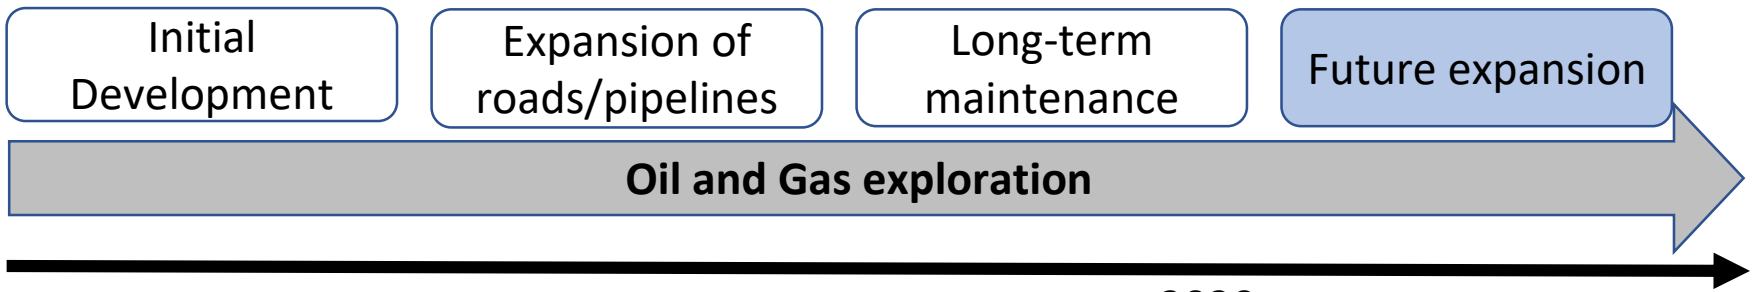 Initial
Development
Expansion of
roads/pipelines
Long-term
maintenance
Future expansion
Oil and Gas exploration